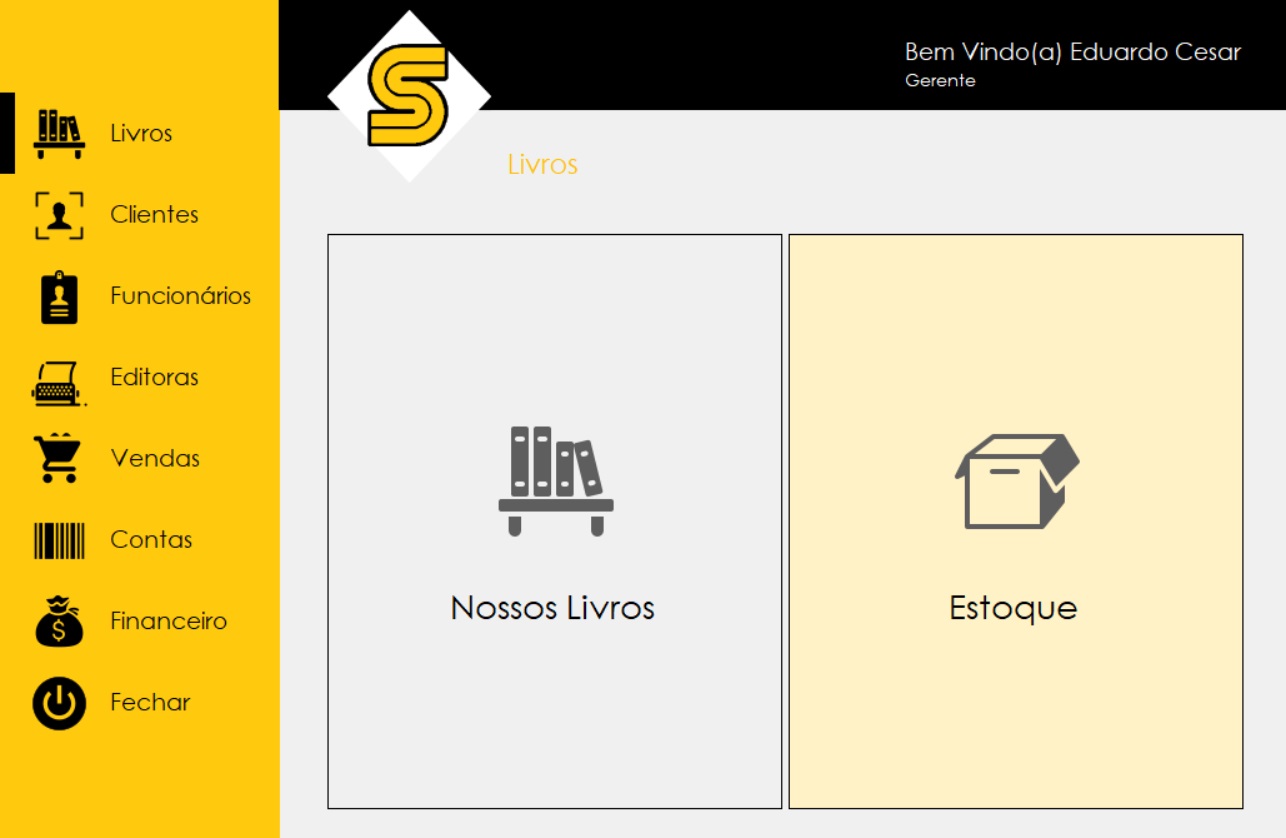 Bem Vindo(a) Eduardo Cesar
Gerente
S
Livros
Clientes
Funcionários
Editoras
Vendas
Contas
$
Financeiro
Fechar
Livros
Nossos Livros
Estoque